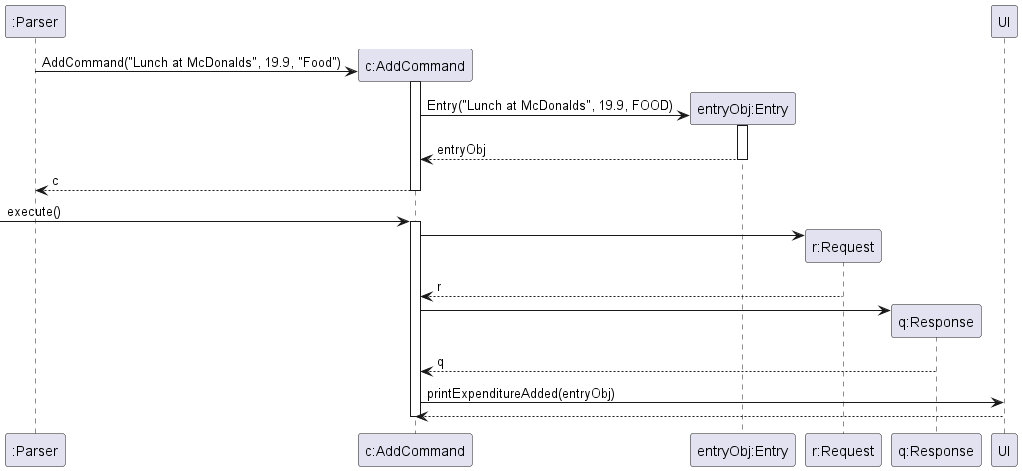 :Parser
UI
c:AddCommand
AddCommand("Lunch at McDonalds", 19.9, "Food")
entryObj:Entry
Entry("Lunch at McDonalds", 19.9, FOOD)
entryObj
c
execute()
r:Request
r
q:Response
q
printExpenditureAdded(entryObj)
:Parser
c:AddCommand
entryObj:Entry
r:Request
q:Response
UI